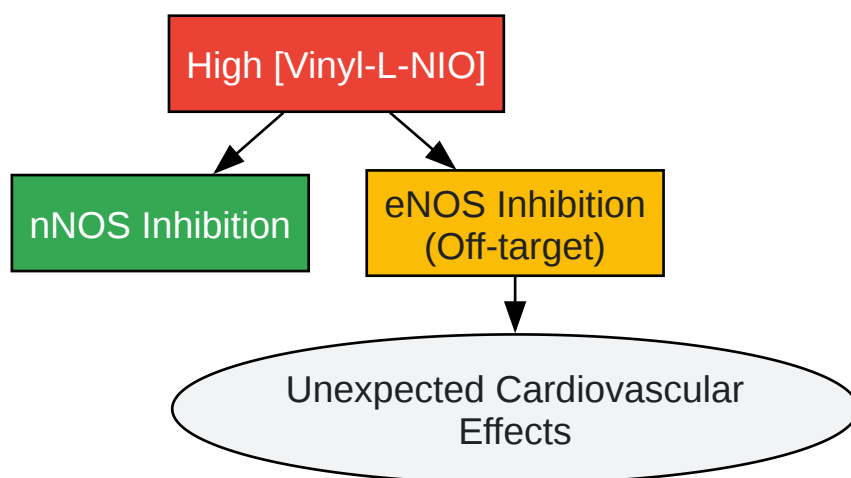 High [Vinyl-L-NIO]
nNOS Inhibition
eNOS Inhibition
(Off-target)
Unexpected Cardiovascular
Effects